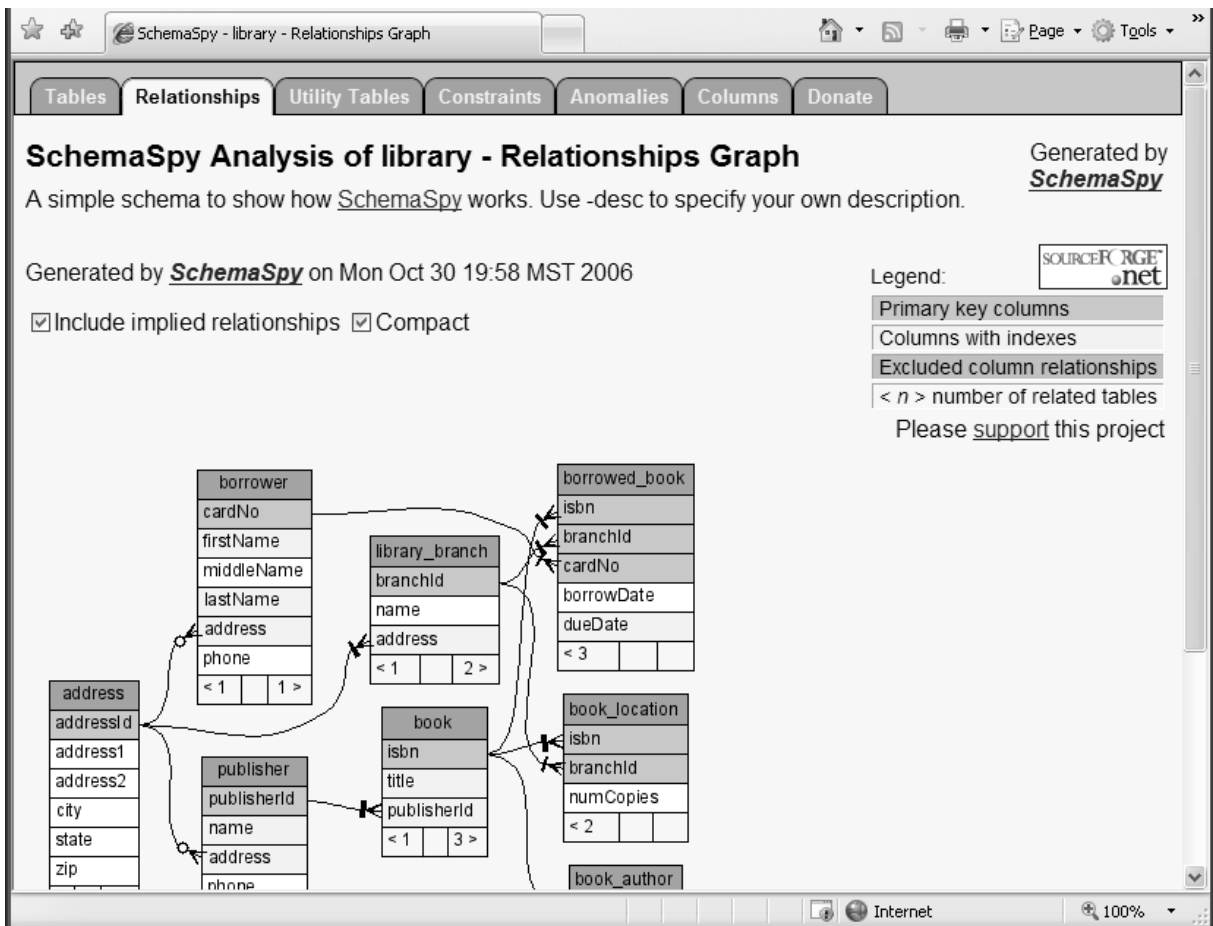 »
SchemaSpy - library - Relationships Graph
Page
Tools
Tables Relationships Utility Tables Constraints Anomalies Columns Donate
SchemaSpy Analysis of library - Relationships Graph
Generated by
SchemaSpy
A simple schema to show how SchemaSpy works. Use -desc to specify your own description.
Generated by SchemaSpy on Mon Oct 30 19:58 MST 2006
SOURCEFORGE™
.net
Include implied relationships Compact
Legend:
Primary key columns
Columns with indexes
Excluded column relationships
< n > number of related tables
Please support this project
borrower
cardNo
firstName
middleName
lastName
address
phone
< 1 1 >
library_branch
branchId
name
address
< 1 2 >
borrowed_book
isbn
branchId
cardNo
borrowDate
dueDate
< 3
address
addressId
address1
address2
city
state
zip
publisher
publisherId
name
address
phone
book
isbn
title
publisherId
< 1 3 >
book_location
isbn
branchId
numCopies
< 2
book_author
Internet
100%